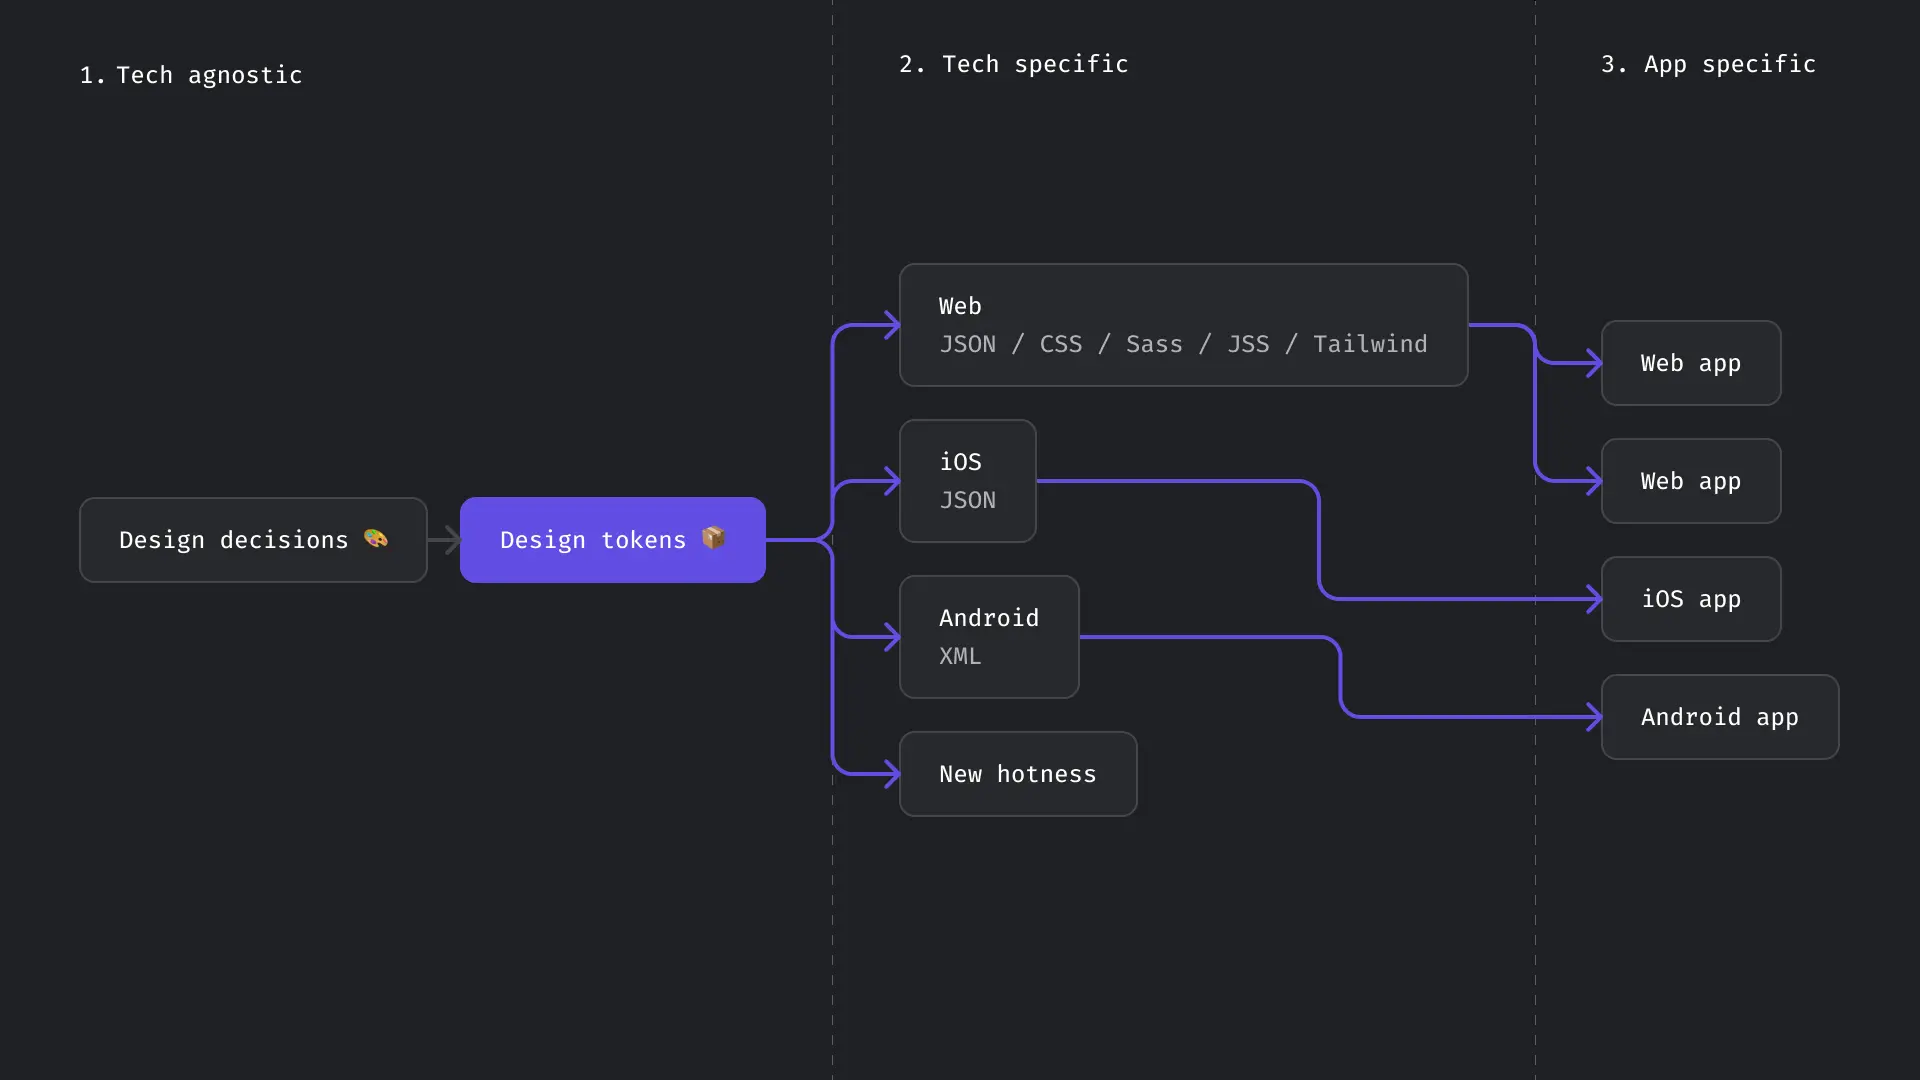 1. Tech agnostic
Design decisions 🎨
Design tokens 📦
2. Tech specific
Web
JSON / CSS / Sass / JSS / Tailwind
iOS
JSON
Android
XML
New hotness
3. App specific
Web app
Web app
iOS app
Android app